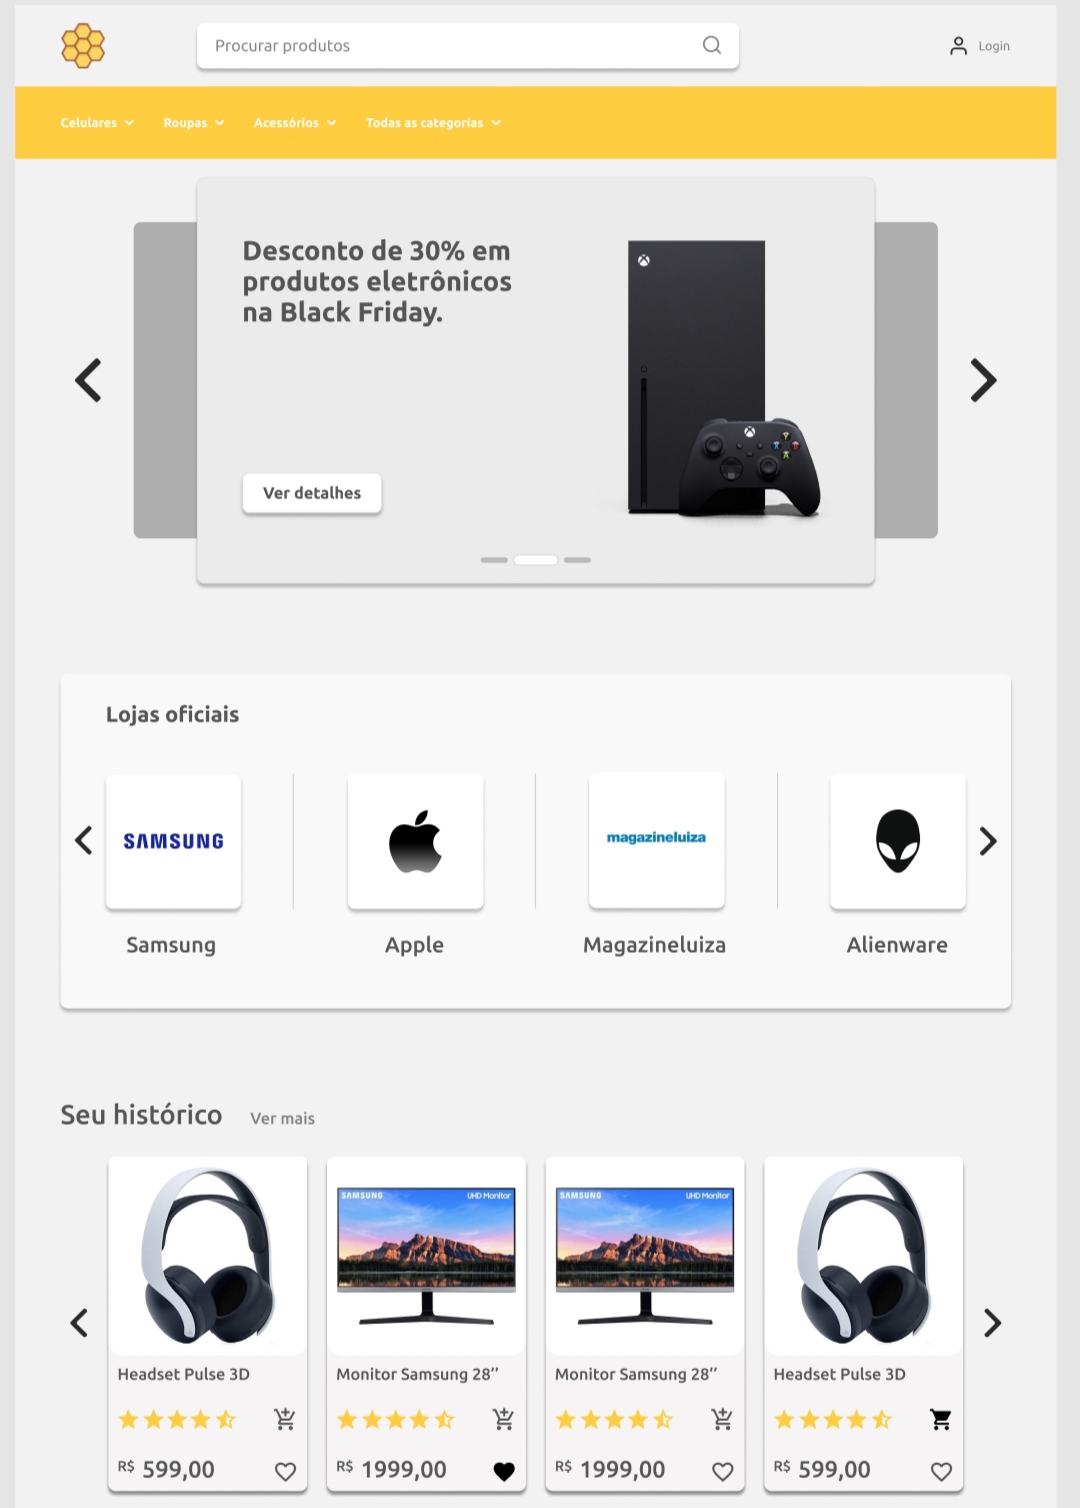 Procurar produtos
Login
Celulares
Roupas
Acessórios
Todas as categorias
Desconto de 30% em
produtos eletrônicos
na Black Friday.
Ver detalhes
Lojas oficiais
SAMSUNG
magazineluiza
Samsung
Apple
Magazineluiza
Alienware
Seu histórico
Ver mais
SAMSUNG
UHD Monitor
SAMSUNG
UHD Monitor
Headset Pulse 3D
Monitor Samsung 28’’
Monitor Samsung 28’’
Headset Pulse 3D
R$ 599,00
R$ 1999,00
R$ 1999,00
R$ 599,00